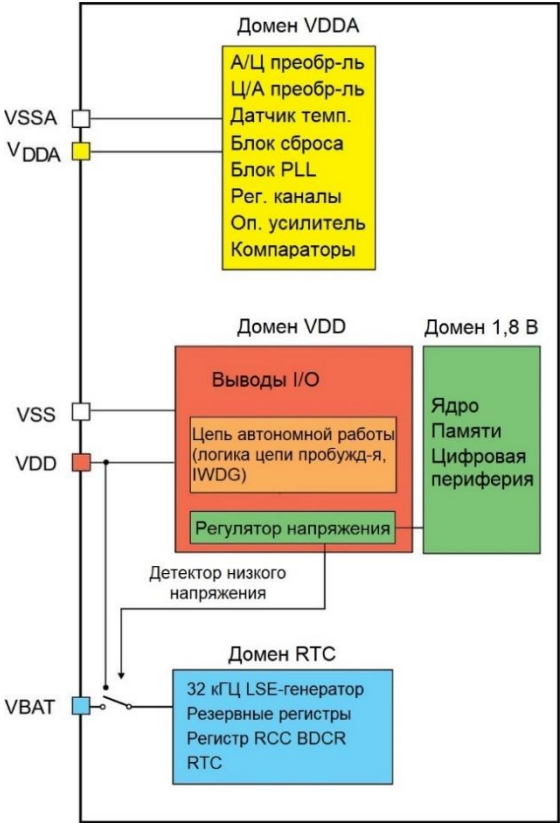 Домен VDDA
А/Ц преобр-ль
Ц/А преобр-ль
Датчик темп.
Блок сброса
Блок PLL
Рег. каналы
Оп. усилитель
Компараторы
VSSA
VDDA
Домен VDD
Домен 1,8 В
Выводы I/O
Цепь автономной работы
(логика цепи пробужд-я,
IWDG)
Регулятор напряжения
Ядро
Памяти
Цифровая
периферия
VSS
VDD
Детектор низкого
напряжения
Домен RTC
32 кГЦ LSE-генератор
Резервные регистры
Регистр RCC BDCR
RTC
VBAT